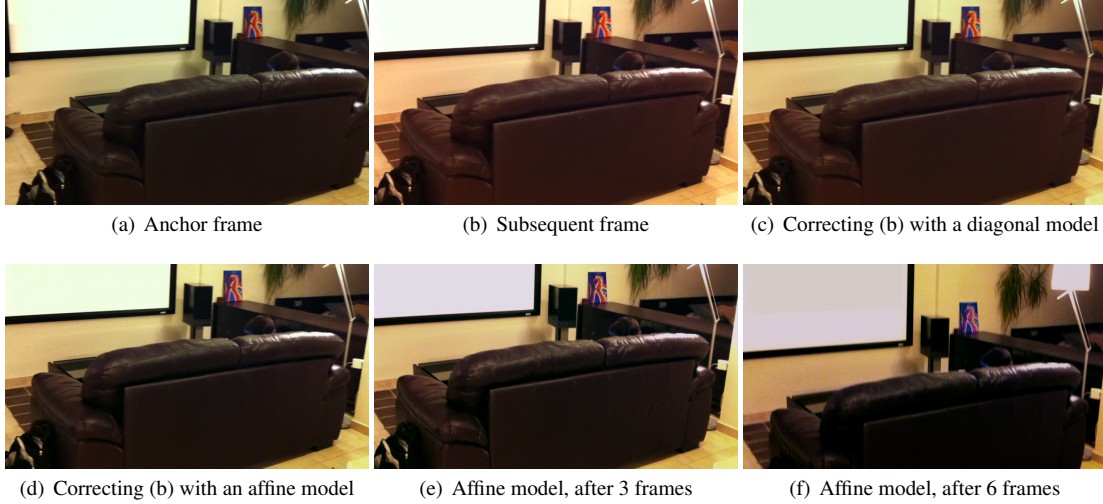 (a) Anchor frame
(b) Subsequent frame
(c) Correcting (b) with a diagonal model
(d) Correcting (b) with an affine model
(e) Affine model, after 3 frames
(f) Affine model, after 6 frames